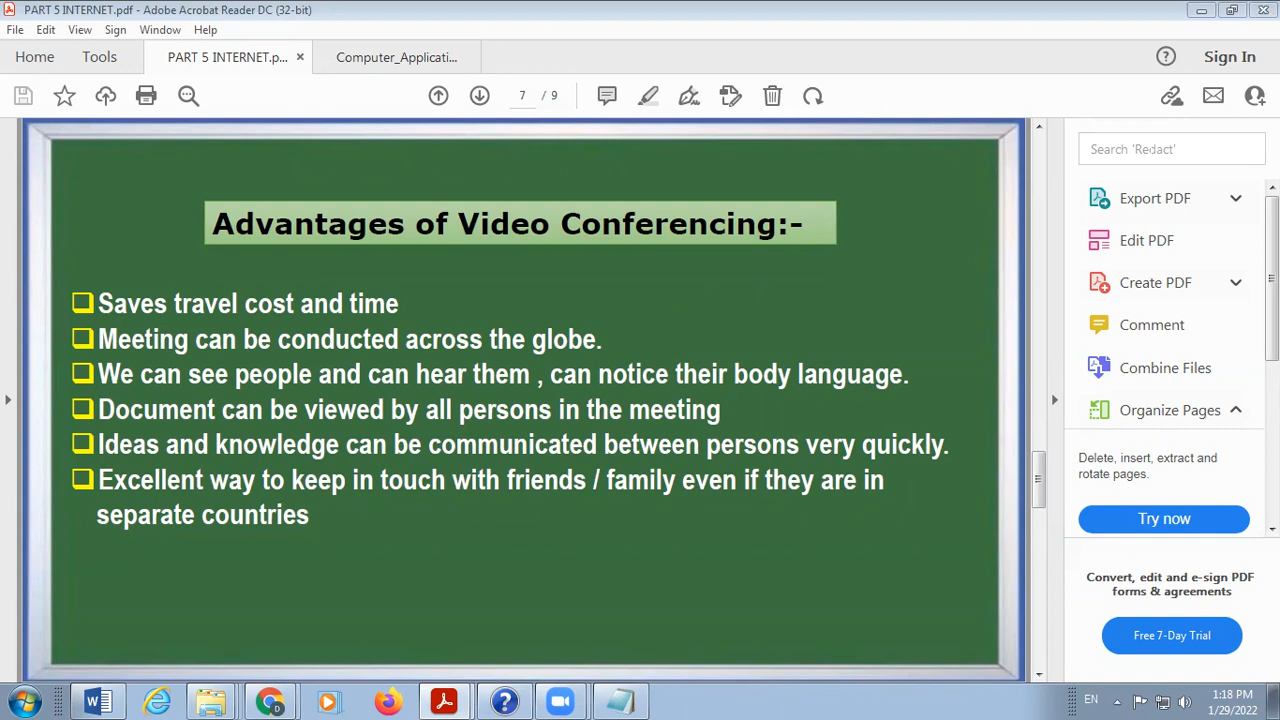 PART 5 INTERNET.pdf - Adobe Acrobat Reader DC (32-bit)
File Edit View Sign Window Help
Home Tools PART 5 INTERNET.p... × Computer_Applicati... ? Sign In
7 / 9
Advantages of Video Conferencing:-
Saves travel cost and time
Meeting can be conducted across the globe.
We can see people and can hear them , can notice their body language.
Document can be viewed by all persons in the meeting
Ideas and knowledge can be communicated between persons very quickly.
Excellent way to keep in touch with friends / family even if they are in
separate countries
Search 'Redact'
Export PDF
Edit PDF
Create PDF
Comment
Combine Files
Organize Pages
Delete, insert, extract and
rotate pages.
Try now
Convert, edit and e-sign PDF
forms & agreements
Free 7-Day Trial
EN
1:18 PM
1/29/2022